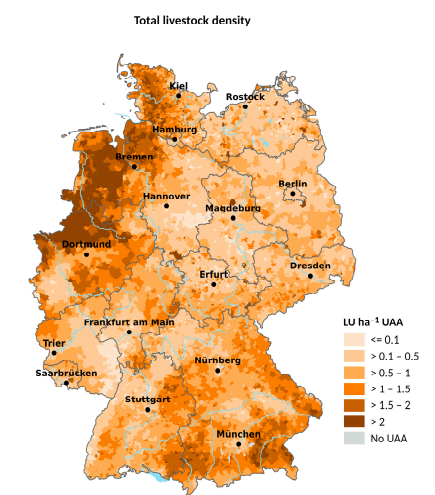 Total livestock density
Kiel
Rostock
Hamburg
Bremen
Berlin
Hannover
Magdeburg
Dortmund
Dresden
Erfurt
Frankfurt am Main
Trier
Saarbrücken
Nürnberg
Stuttgart
München
LU ha⁻¹ UAA
<= 0.1
> 0.1 – 0.5
> 0.5 – 1
> 1 – 1.5
> 1.5 – 2
> 2
No UAA